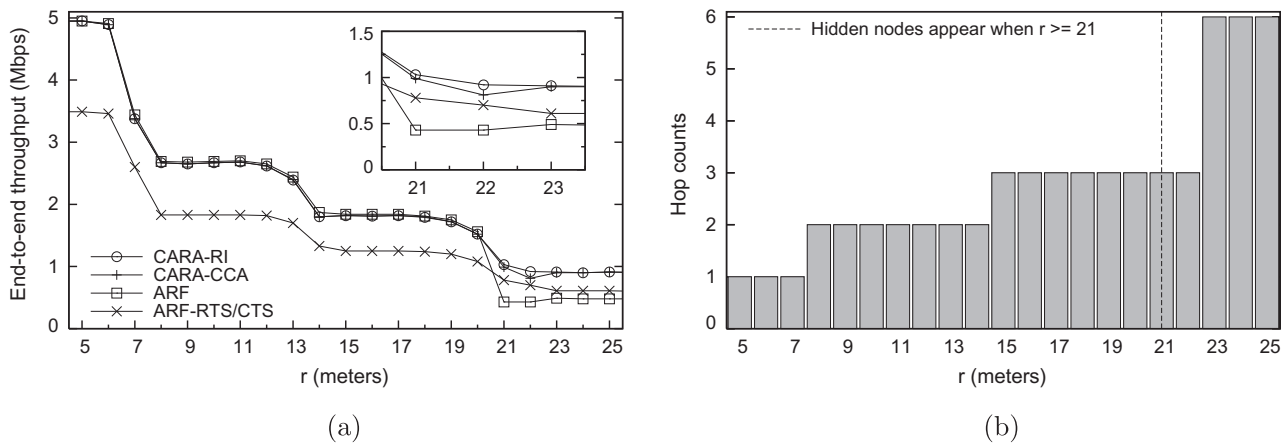 End-to-end throughput (Mbps)
5
4
3
2
1
0
1.5
1
0.5
0
21 22 23
CARA-RI
CARA-CCA
ARF
ARF-RTS/CTS
5 7 9 11 13 15 17 19 21 23 25
r (meters)
(a)
Hop counts
6
5
4
3
2
1
0
Hidden nodes appear when r >= 21
5 7 9 11 13 15 17 19 21 23 25
r (meters)
(b)